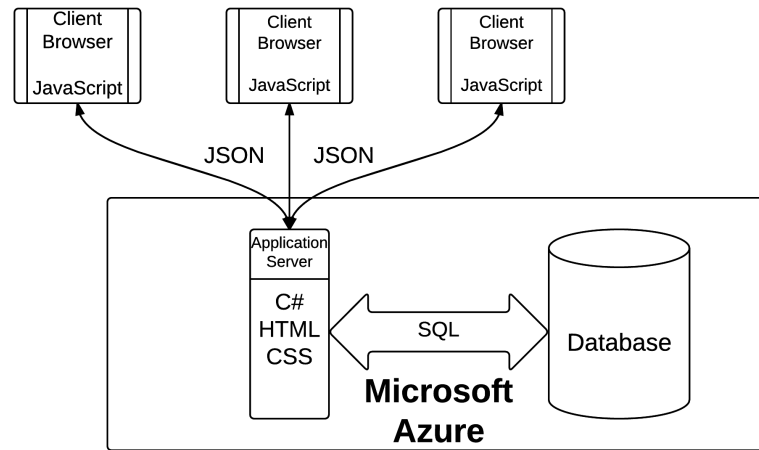 Client
Browser
JavaScript
Client
Browser
JavaScript
Client
Browser
JavaScript
JSON
JSON
Application
Server
C#
HTML
CSS
SQL
Database
Microsoft
Azure